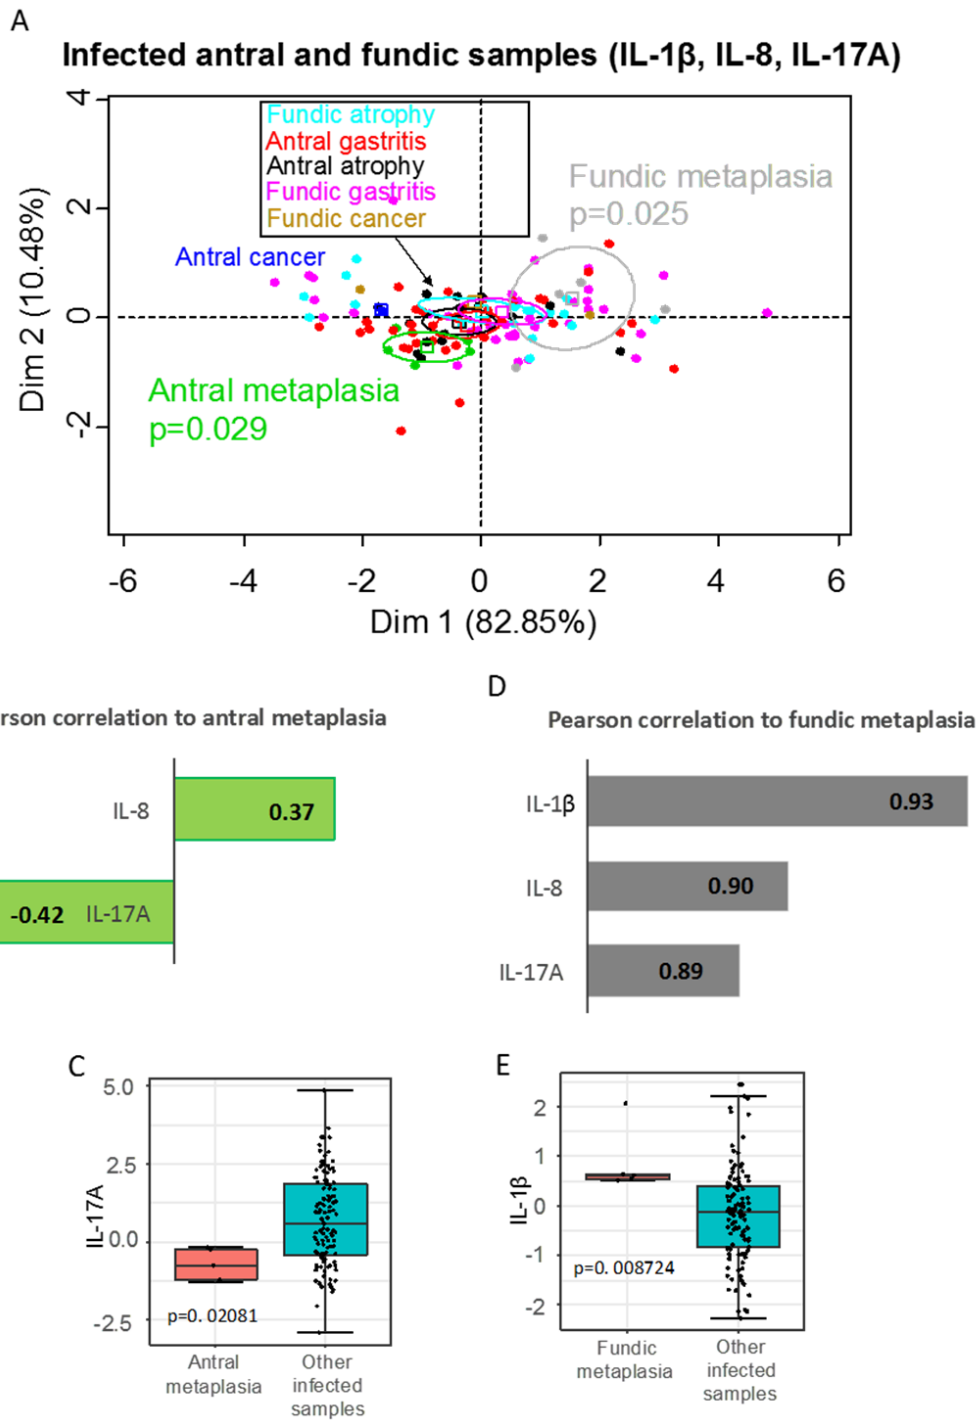 A
Infected antral and fundic samples (IL-1β, IL-8, IL-17A)
Fundic atrophy
Antral gastritis
Antral atrophy
Fundic gastritis
Fundic cancer
Antral cancer
Fundic metaplasia
p=0.025
Antral metaplasia
p=0.029
Dim 2 (10.48%)
4
2
0
-2
-6
-4
-2
0
2
4
6
Dim 1 (82.85%)
rson correlation to antral metaplasia
IL-8
0.37
-0.42
IL-17A
D
Pearson correlation to fundic metaplasia
IL-1β
0.93
IL-8
0.90
IL-17A
0.89
C
IL-17A
5.0
2.5
0.0
-2.5
p=0. 02081
Antral
metaplasia
Other
infected
samples
E
IL-1β
2
1
0
-1
-2
p=0. 008724
Fundic
metaplasia
Other
infected
samples